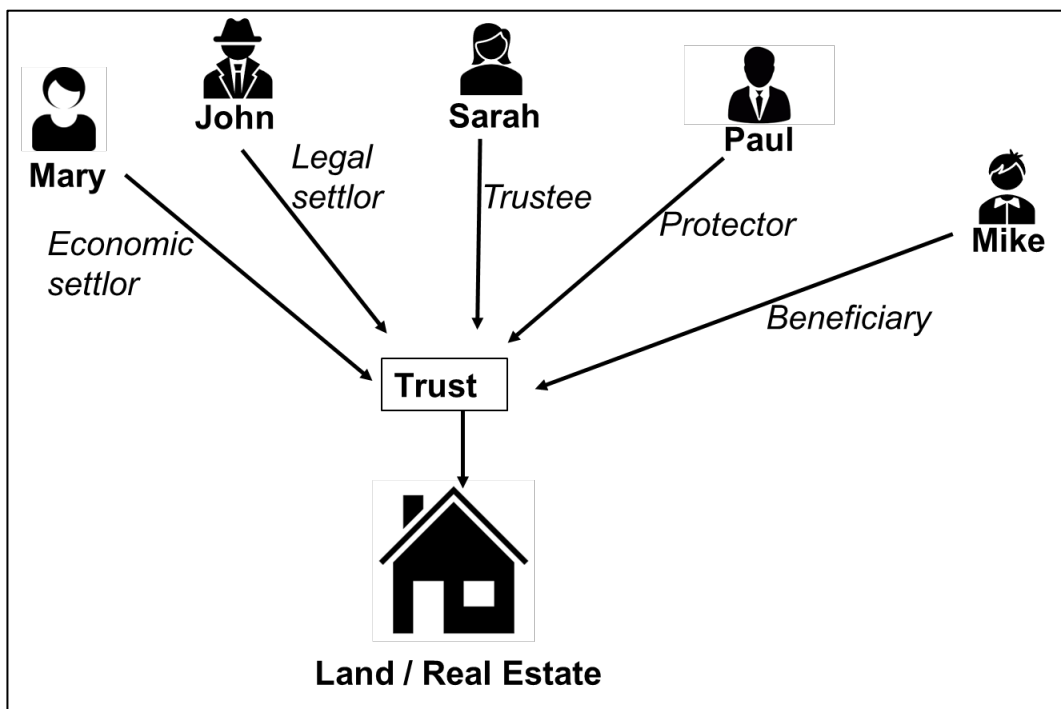 Mary
John
Sarah
Paul
Mike
Economic
settlor
Legal
settlor
Trustee
Protector
Beneficiary
Trust
Land / Real Estate